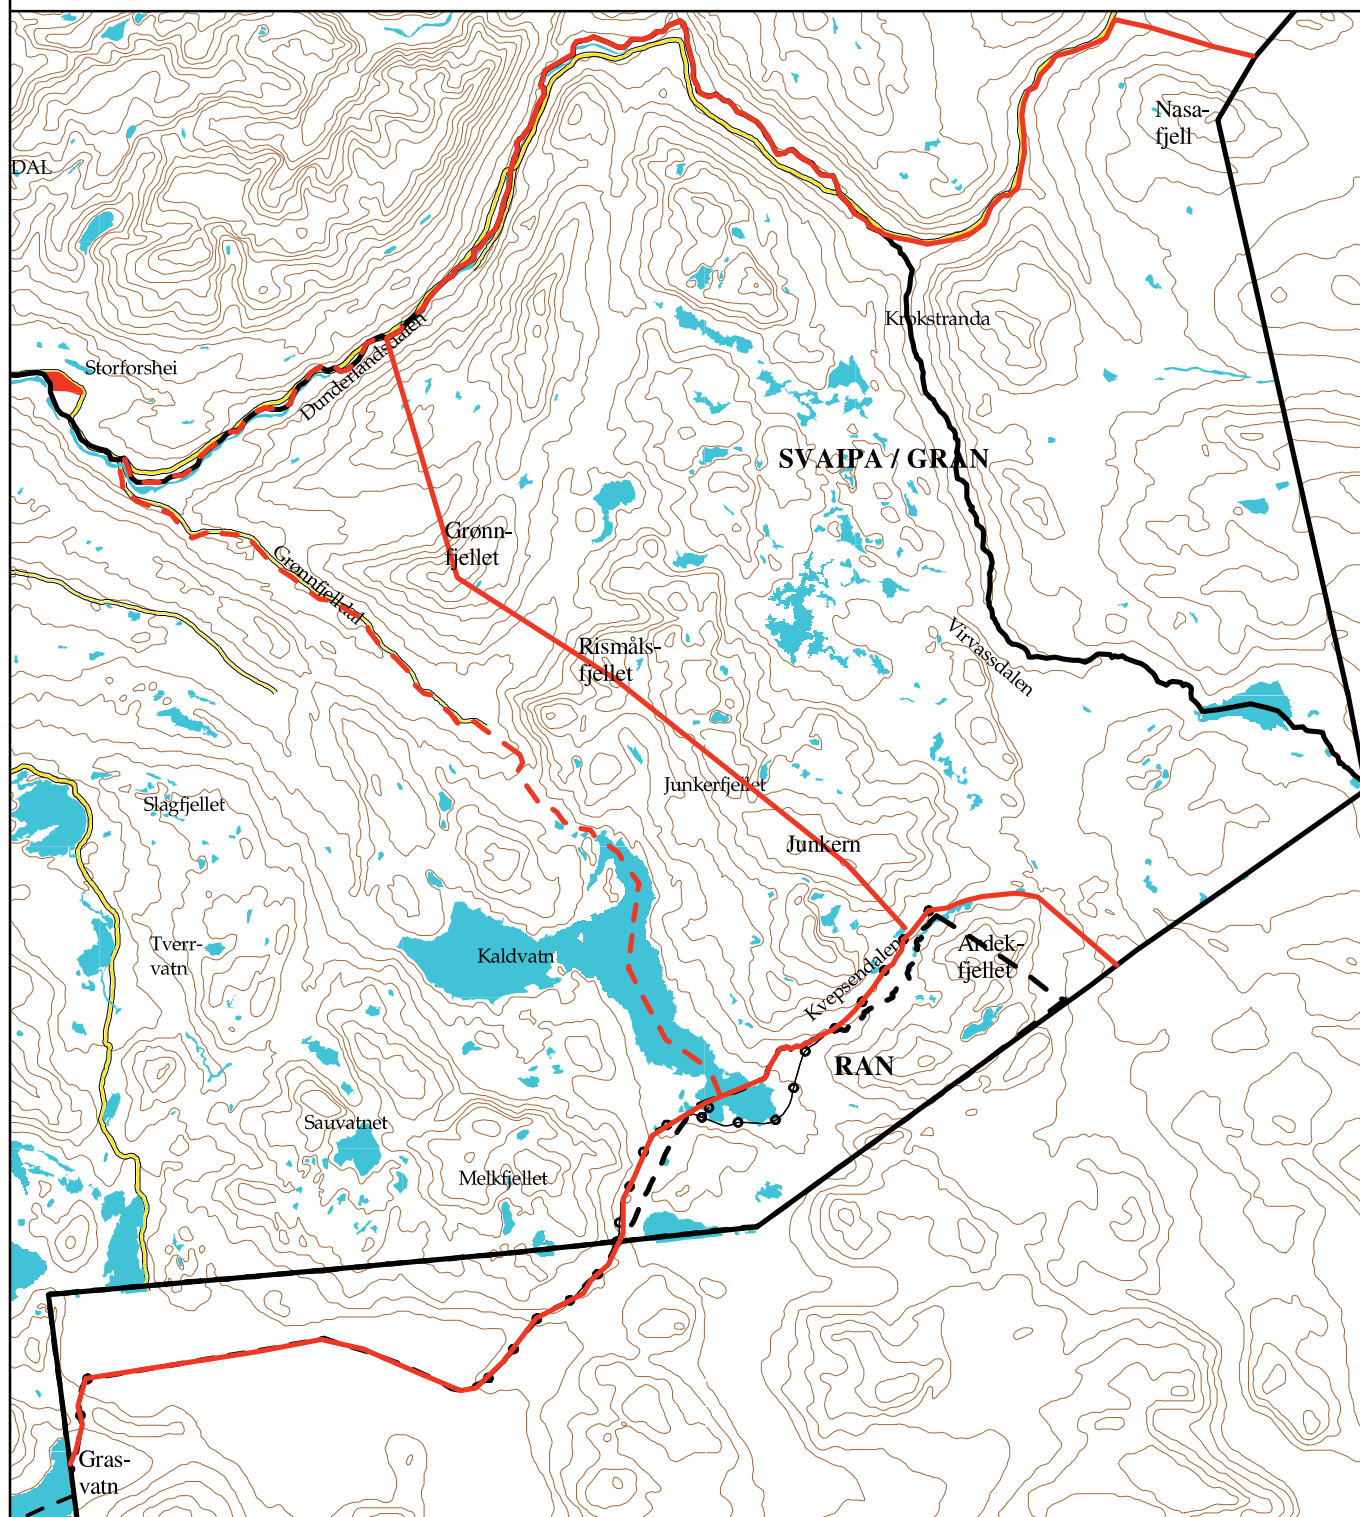 Nasa-
fjell
DAL
Krokstranda
Dunderlandsdalen
Storforshei
SVAIPA / GRAN
Grønn-
fjellet
Grønnfjelldal
Rismåls-
fjellet
Virvassdalen
Junkerfjellet
Slagfjellet
Junkern
Tverr-
vatn
Kaldvatn
Kvepsendalen
Ardek-
fjellet
RAN
Sauvatnet
Melkfjellet
Gras-
vatn